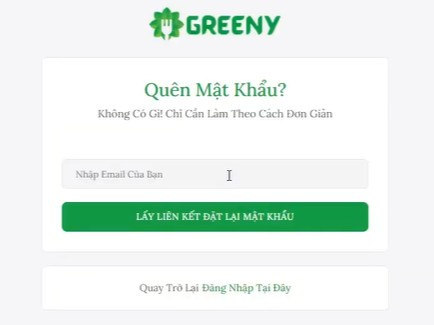 GREENY
Quên Mật Khẩu?
Không Có Gì! Chỉ Cần Làm Theo Cách Đơn Giản
Nhập Email Của Bạn
LẤY LIÊN KẾT ĐẶT LẠI MẬT KHẨU
Quay Trở Lại Đăng Nhập Tại Đây